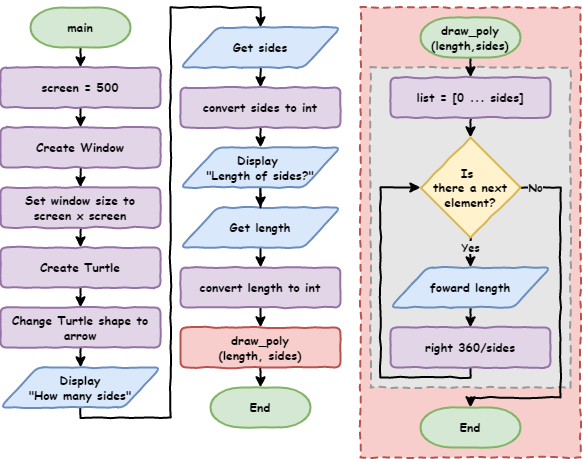 main
screen = 500
Create Window
Set window size to
screen x screen
Create Turtle
Change Turtle shape to
arrow
Display
"How many sides"
Get sides
convert sides to int
Display
"Length of sides?"
Get length
convert length to int
draw_poly
(length, sides)
End
draw_poly
(length,sides)
list = [0 ... sides]
Is
there a next
element?
No
Yes
foward length
right 360/sides
End